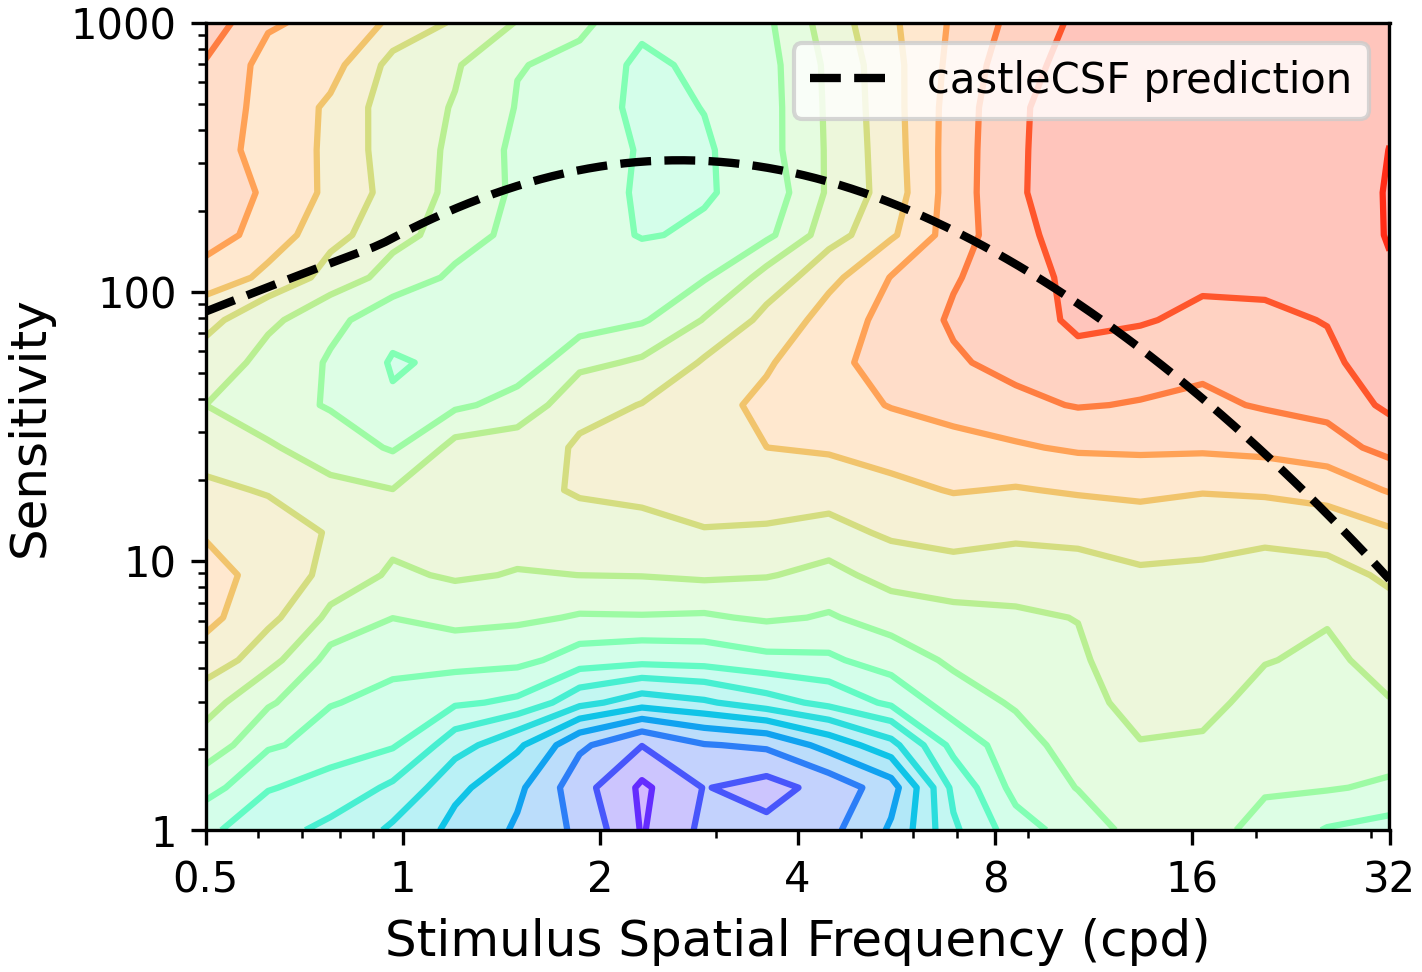 1000
castleCSF prediction
100
Sensitivity
10
1
0.5 1 2 4 8 16 32
Stimulus Spatial Frequency (cpd)